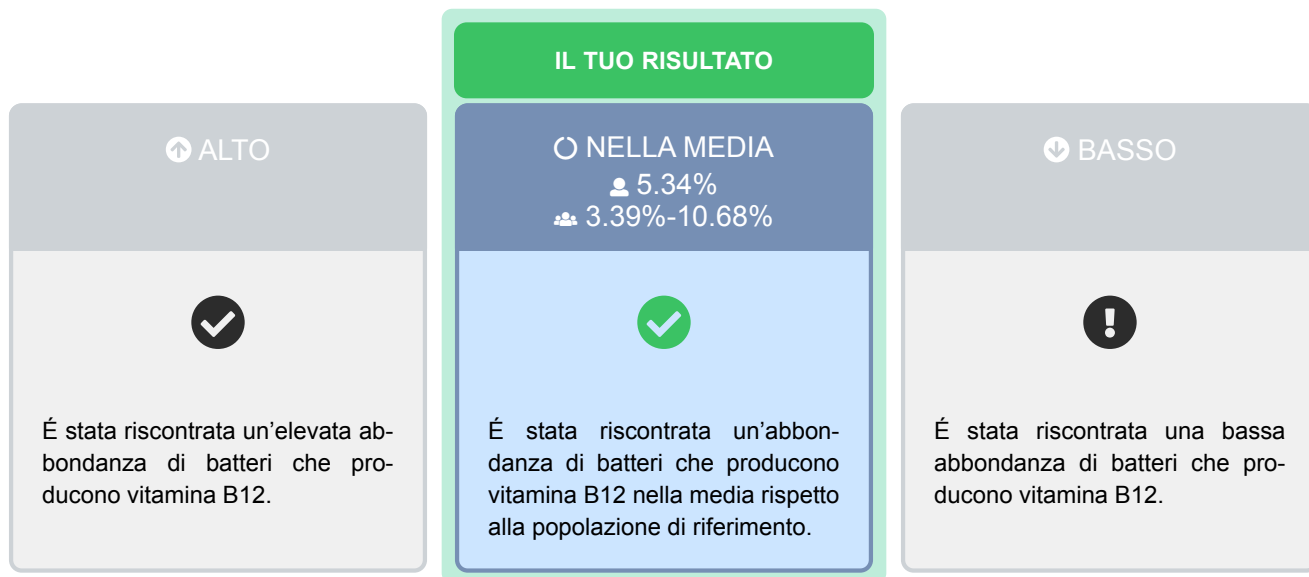 IL TUO RISULTATO
ALTO
É stata riscontrata un’elevata ab-
bondanza di batteri che pro-
ducono vitamina B12.
NELLA MEDIA
5.34%
3.39%-10.68%
É stata riscontrata un’abbon-
danza di batteri che producono
vitamina B12 nella media rispetto
alla popolazione di riferimento.
BASSO
É stata riscontrata una bassa
abbondanza di batteri che pro-
ducono vitamina B12.